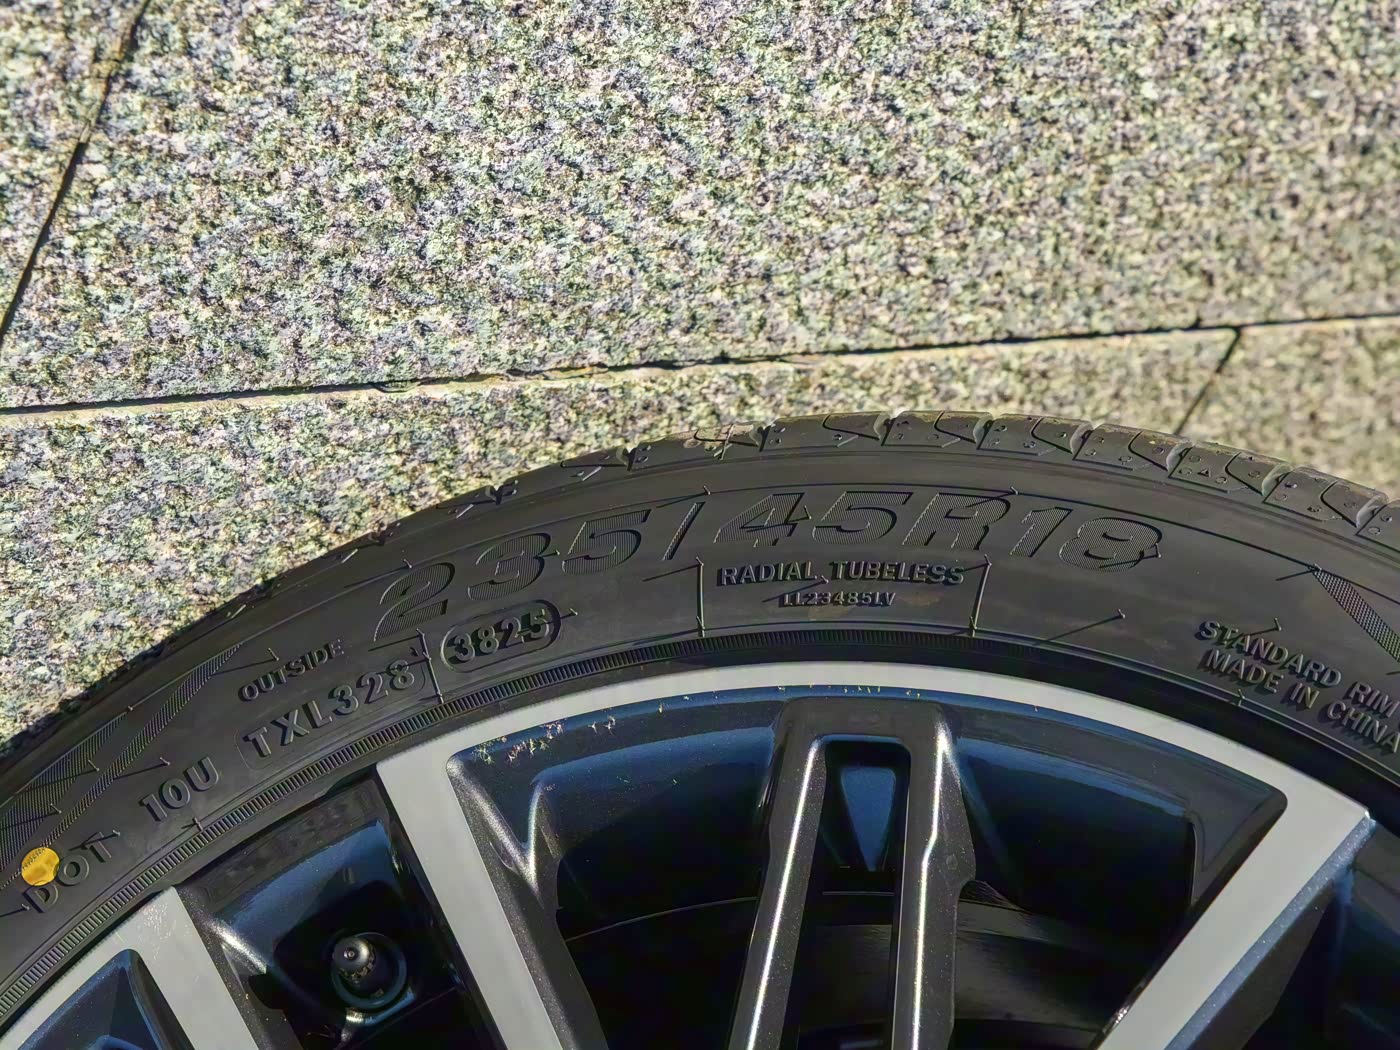 235/45R18
RADIAL TUBELESS
LL23485LV
OUTSIDE
DOT 10U TXL328 3825
STANDARD RIM
MADE IN CHINA